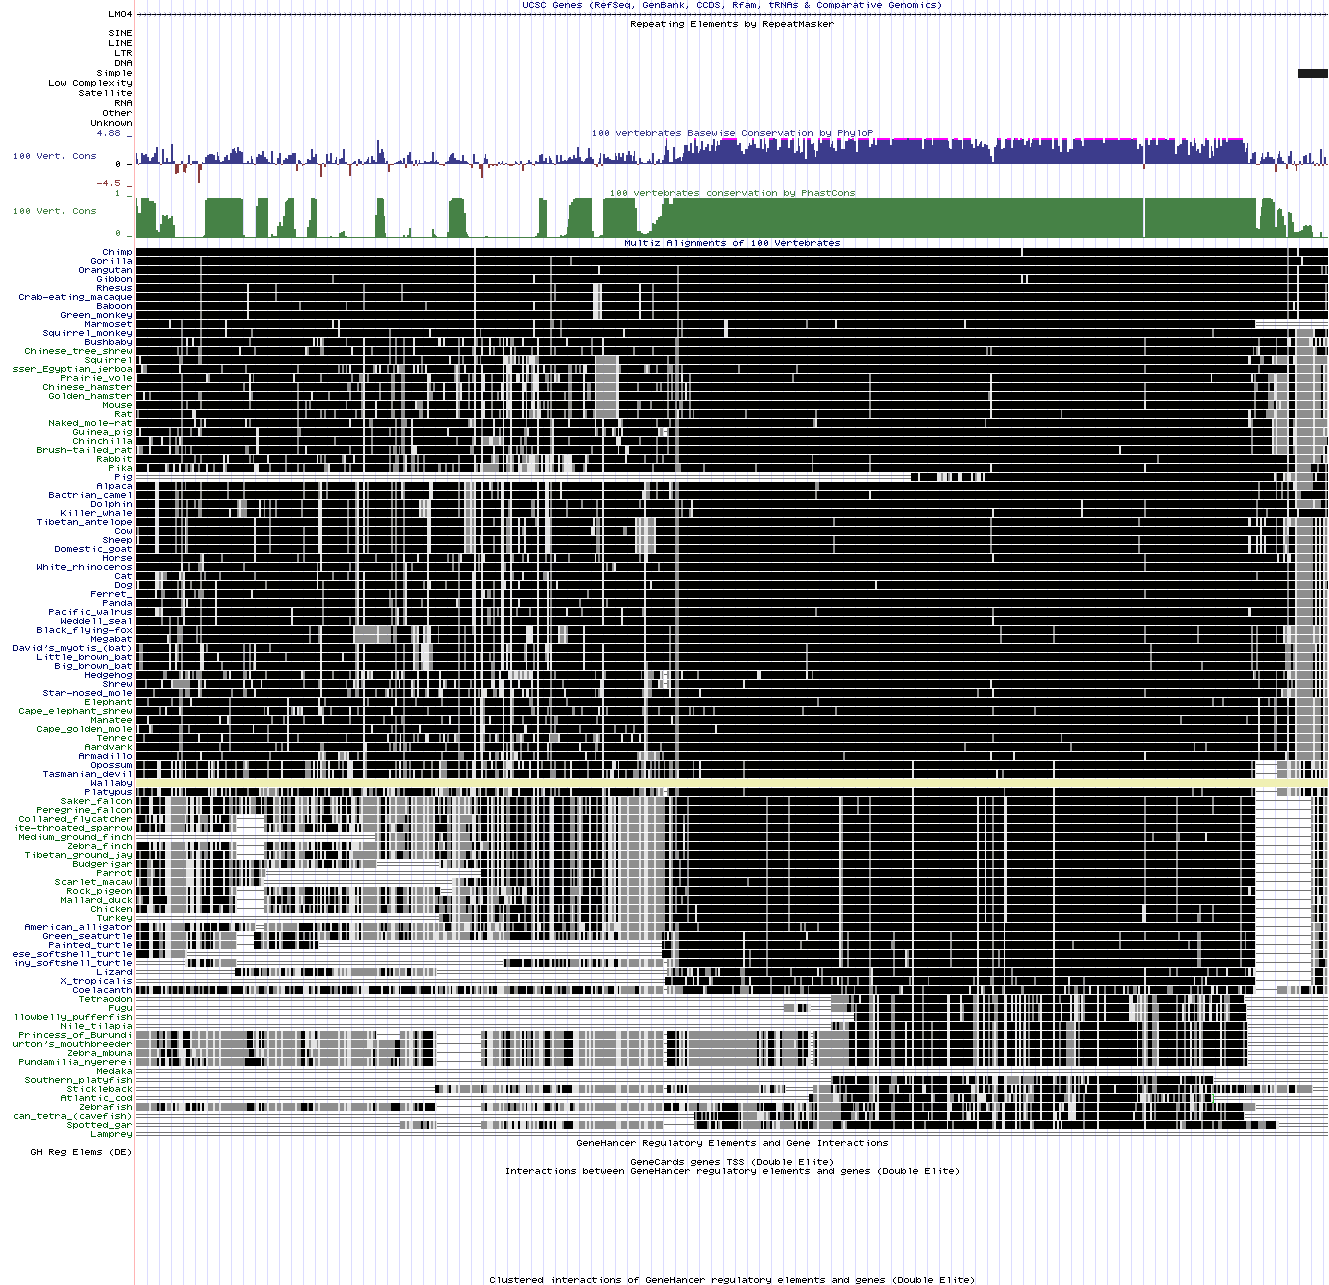 UCSC Genes (RefSeq, GenBank, CCDS, Rfam, tRNAs & Comparative Genomics)
LMO4
Repeating Elements by RepeatMasker
SINE
LINE
LTR
DNA
Simple
Low Complexity
Satellite
RNA
Other
Unknown
4.88 _
100 vertebrates Basewise Conservation by PhyloP
100 Vert. Cons
0 _
-4.5 _
1 _
100 vertebrates conservation by PhastCons
100 Vert. Cons
0 _
Multiz Alignments of 100 Vertebrates
Chimp
Gorilla
Orangutan
Gibbon
Rhesus
Crab-eating_macaque
Baboon
Green_monkey
Marmoset
Squirrel_monkey
Bushbaby
Chinese_tree_shrew
Squirrel
sser_Egyptian_jerboa
Prairie_vole
Chinese_hamster
Golden_hamster
Mouse
Rat
Naked_mole-rat
Guinea_pig
Chinchilla
Brush-tailed_rat
Rabbit
Pika
Pig
Alpaca
Bactrian_camel
Dolphin
Killer_whale
Tibetan_antelope
Cow
Sheep
Domestic_goat
Horse
White_rhinoceros
Cat
Dog
Ferret_
Panda
Pacific_walrus
Weddell_seal
Black_flying-fox
Megabat
David's_myotis_(bat)
Little_brown_bat
Big_brown_bat
Hedgehog
Shrew
Star-nosed_mole
Elephant
Cape_elephant_shrew
Manatee
Cape_golden_mole
Tenrec
Aardvark
Armadillo
Opossum
Tasmanian_devil
Wallaby
Platypus
Saker_falcon
Peregrine_falcon
Collared_flycatcher
ite-throated_sparrow
Medium_ground_finch
Zebra_finch
Tibetan_ground_jay
Budgerigar
Parrot
Scarlet_macaw
Rock_pigeon
Mallard_duck
Chicken
Turkey
American_alligator
Green_seaturtle
Painted_turtle
ese_softshell_turtle
iny_softshell_turtle
Lizard
X_tropicalis
Coelacanth
Tetraodon
Fugu
llowbelly_pufferfish
Nile_tilapia
Princess_of_Burundi
urton's_mouthbreeder
Zebra_mbuna
Pundamilia_nyererei
Medaka
Southern_platyfish
Stickleback
Atlantic_cod
Zebrafish
can_tetra_(cavefish)
Spotted_gar
Lamprey
GeneHancer Regulatory Elements and Gene Interactions
GH Reg Elems (DE)
GeneCards genes TSS (Double Elite)
Interactions between GeneHancer regulatory elements and genes (Double Elite)
Clustered interactions of GeneHancer regulatory elements and genes (Double Elite)